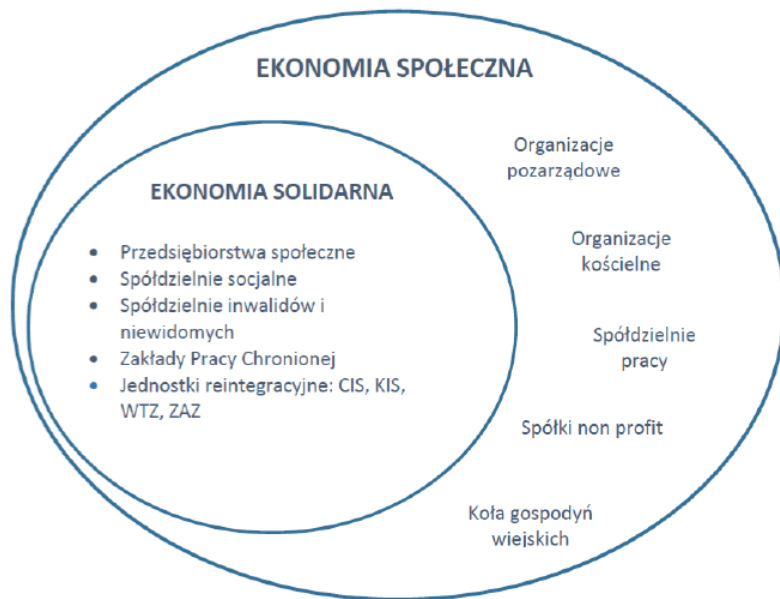 EKONOMIA SPOŁECZNA
Organizacje
pozarządowe
EKONOMIA SOLIDARNA
Organizacje
kościelne
• Przedsiębiorstwa społeczne
• Spółdzielnie socjalne
• Spółdzielnie inwalidów i
niewidomych
• Zakłady Pracy Chronionej
• Jednostki reintegracyjne: CIS, KIS,
WTZ, ZAZ
Spółdzielnie
pracy
Spółki non profit
Koła gospodyń
wiejskich